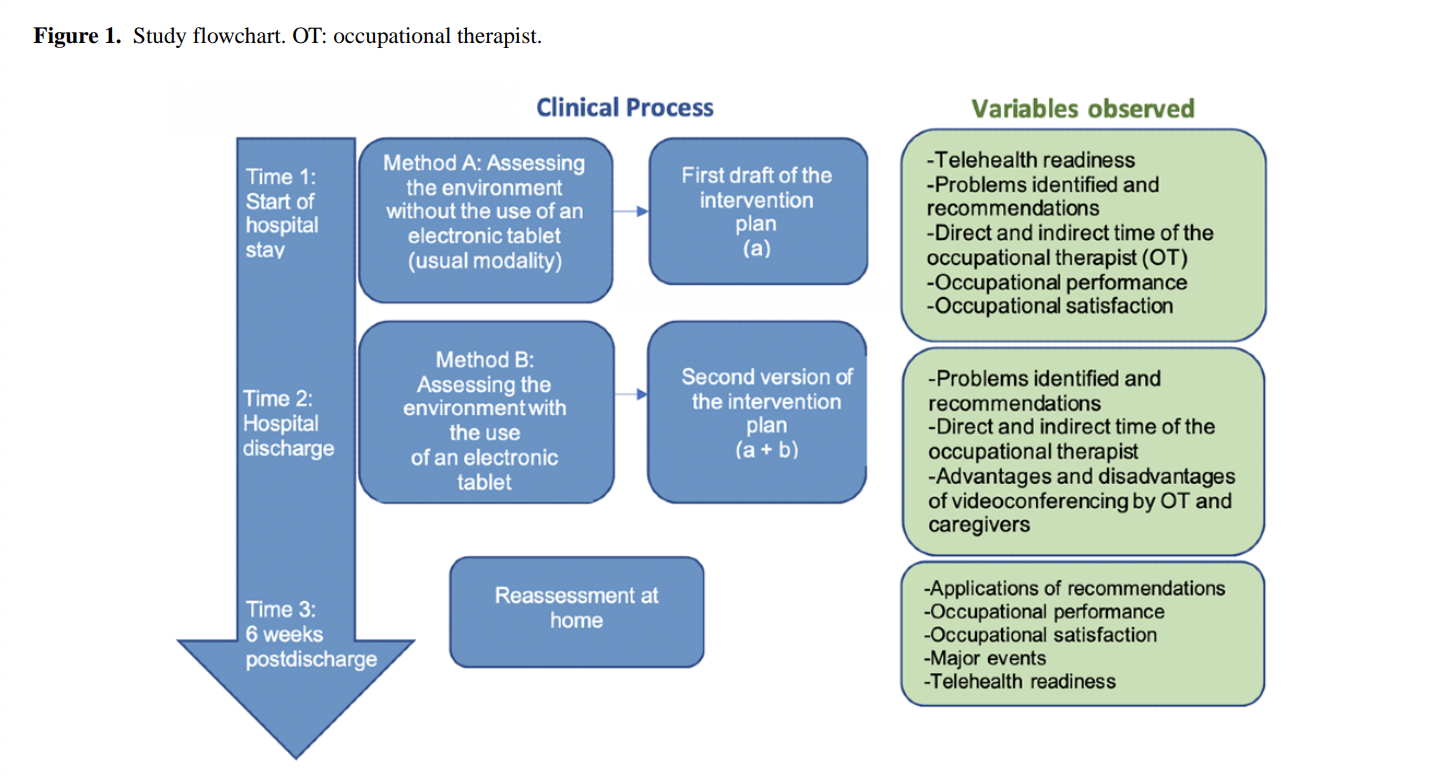 Figure 1. Study flowchart. OT: occupational therapist.
Clinical Process
Variables observed
Time 1:
Start of
hospital
stay
Method A: Assessing
the environment
without the use of an
electronic tablet
(usual modality)
First draft of the
intervention
plan
(a)
-Telehealth readiness
-Problems identified and
recommendations
-Direct and indirect time of the
occupational therapist (OT)
-Occupational performance
-Occupational satisfaction
Time 2:
Hospital
discharge
Method B:
Assessing the
environment with
the use
of an electronic
tablet
Second version of
the intervention
plan
(a + b)
-Problems identified and
recommendations
-Direct and indirect time of the
occupational therapist
-Advantages and disadvantages
of videoconferencing by OT and
caregivers
Time 3:
6 weeks
postdischarge
Reassessment at
home
-Applications of recommendations
-Occupational performance
-Occupational satisfaction
-Major events
-Telehealth readiness